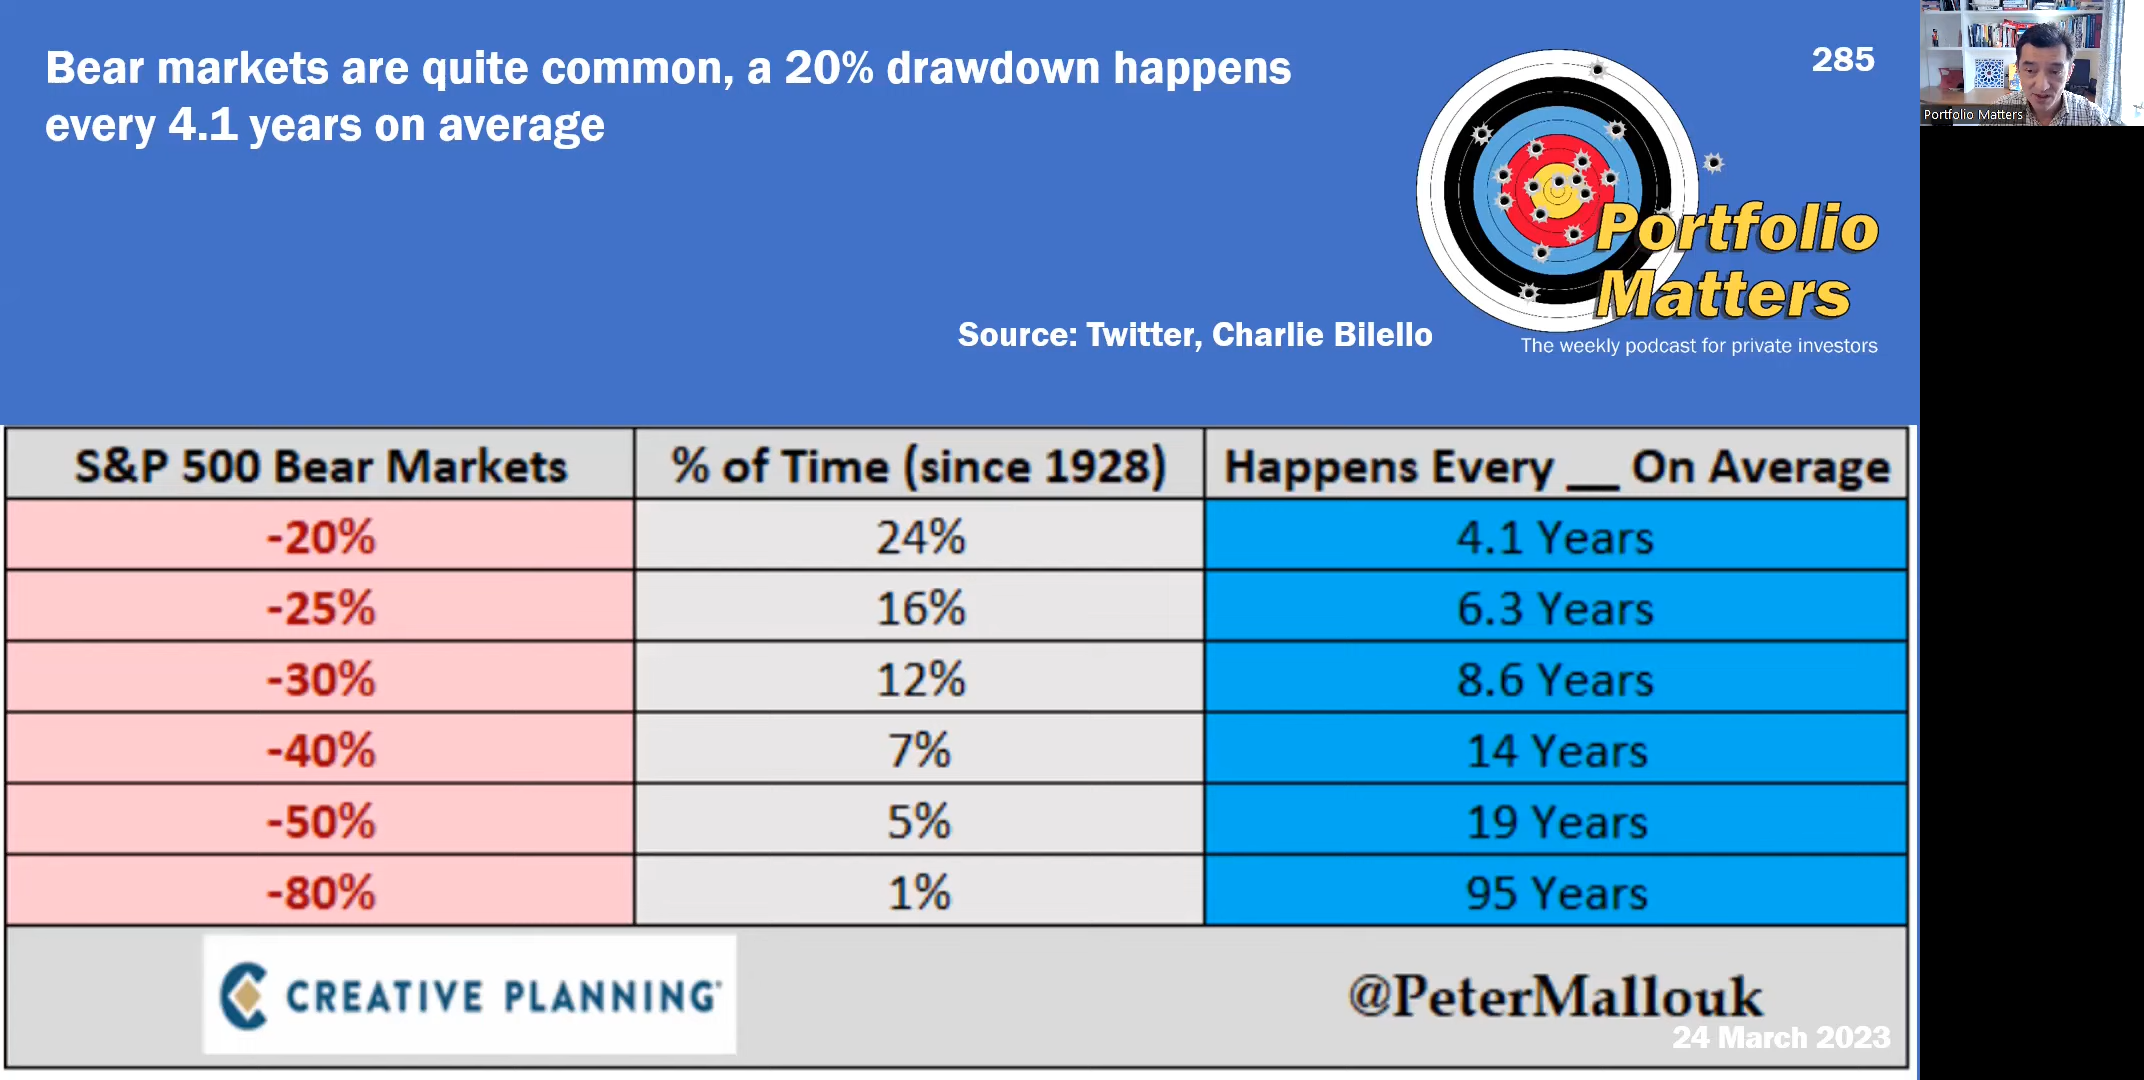 Bear markets are quite common, a 20% drawdown happens
every 4.1 years on average
285
Portfolio Matters
Portfolio
Matters
Source: Twitter, Charlie Bilello
The weekly podcast for private investors
S&P 500 Bear Markets % of Time (since 1928) Happens Every __ On Average
-20% 24% 4.1 Years
-25% 16% 6.3 Years
-30% 12% 8.6 Years
-40% 7% 14 Years
-50% 5% 19 Years
-80% 1% 95 Years
CREATIVE PLANNING
@PeterMallouk
24 March 2023